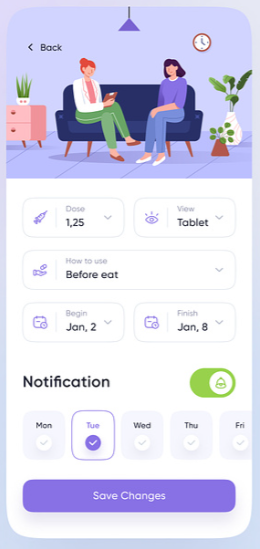 Back
Dose
1,25
View
Tablet
How to use
Before eat
Begin
Jan, 2
Finish
Jan, 8
Notification
Mon
Tue
Wed
Thu
Fri
Save Changes